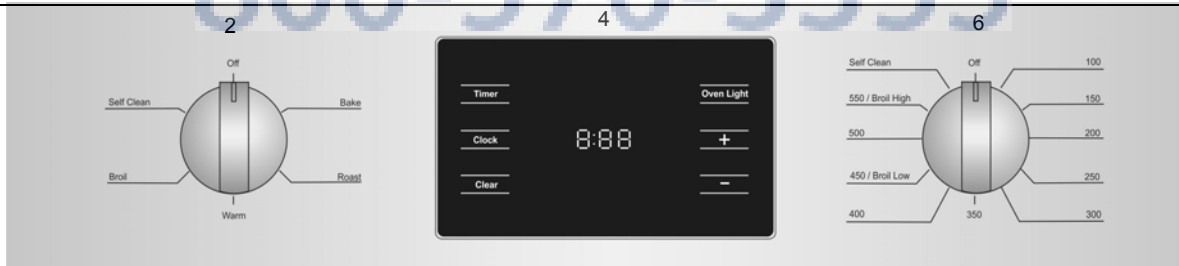 2 4 6
Off
Self Clean Bake
Broil Roast
Warm
Timer Oven Light
Clock 8:88 +
Clear −
Off
Self Clean 100
550 / Broil High 150
500 200
450 / Broil Low 250
400 350 300